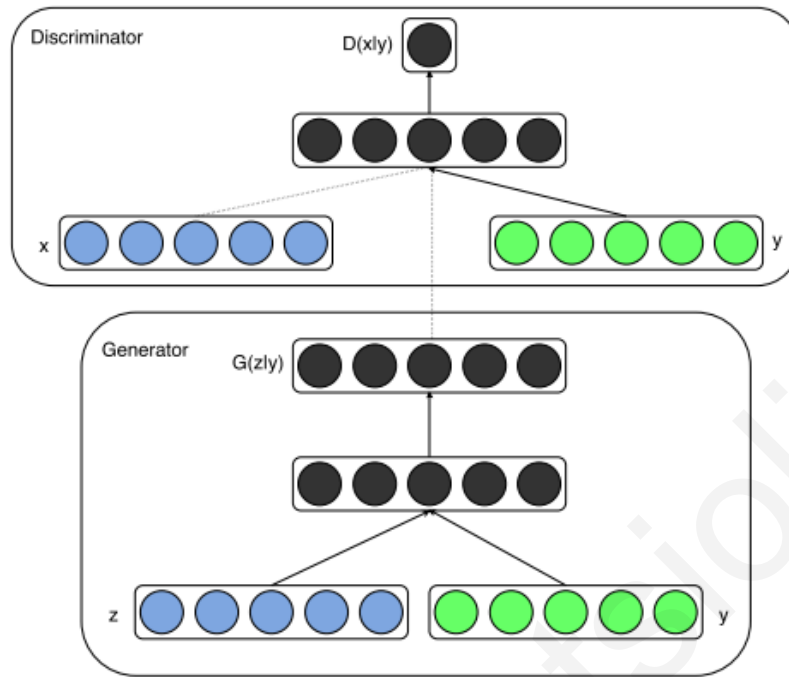 Discriminator
D(x|y)
x
y
Generator
G(z|y)
z
y